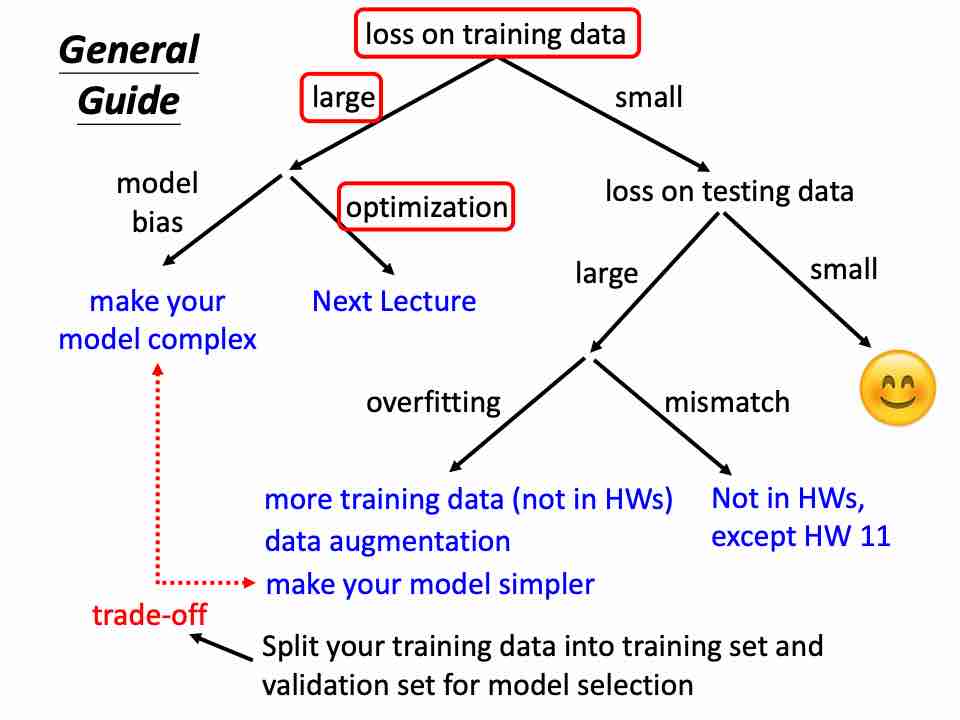 General
Guide
loss on training data
large
small
model
bias
optimization
loss on testing data
make your
model complex
Next Lecture
large
small
overfitting
mismatch
more training data (not in HWs)
data augmentation
make your model simpler
Not in HWs,
except HW 11
trade-off
Split your training data into training set and
validation set for model selection